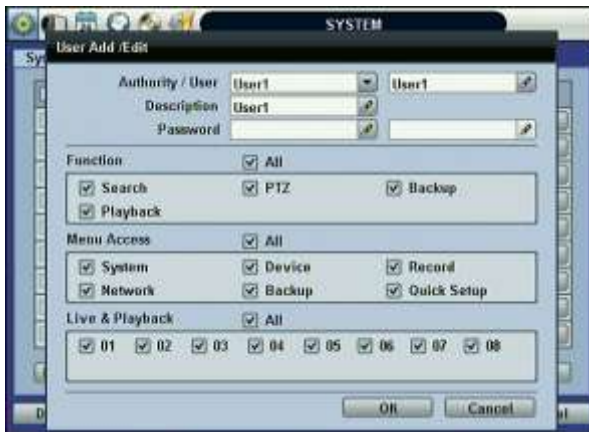 SYSTEM
User Add /Edit
Authority / User User1 User1
Description User1
Password
Function All
Search PTZ Backup
Playback
Menu Access All
System Device Record
Network Backup Quick Setup
Live & Playback All
01 02 03 04 05 06 07 08
OK Cancel